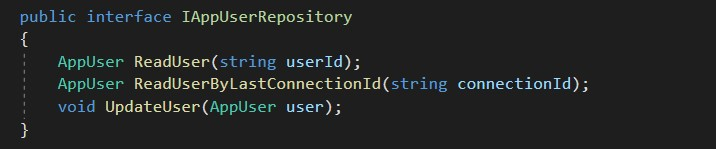 public interface IAppUserRepository
{
    AppUser ReadUser(string userId);
    AppUser ReadUserByLastConnectionId(string connectionId);
    void UpdateUser(AppUser user);
}